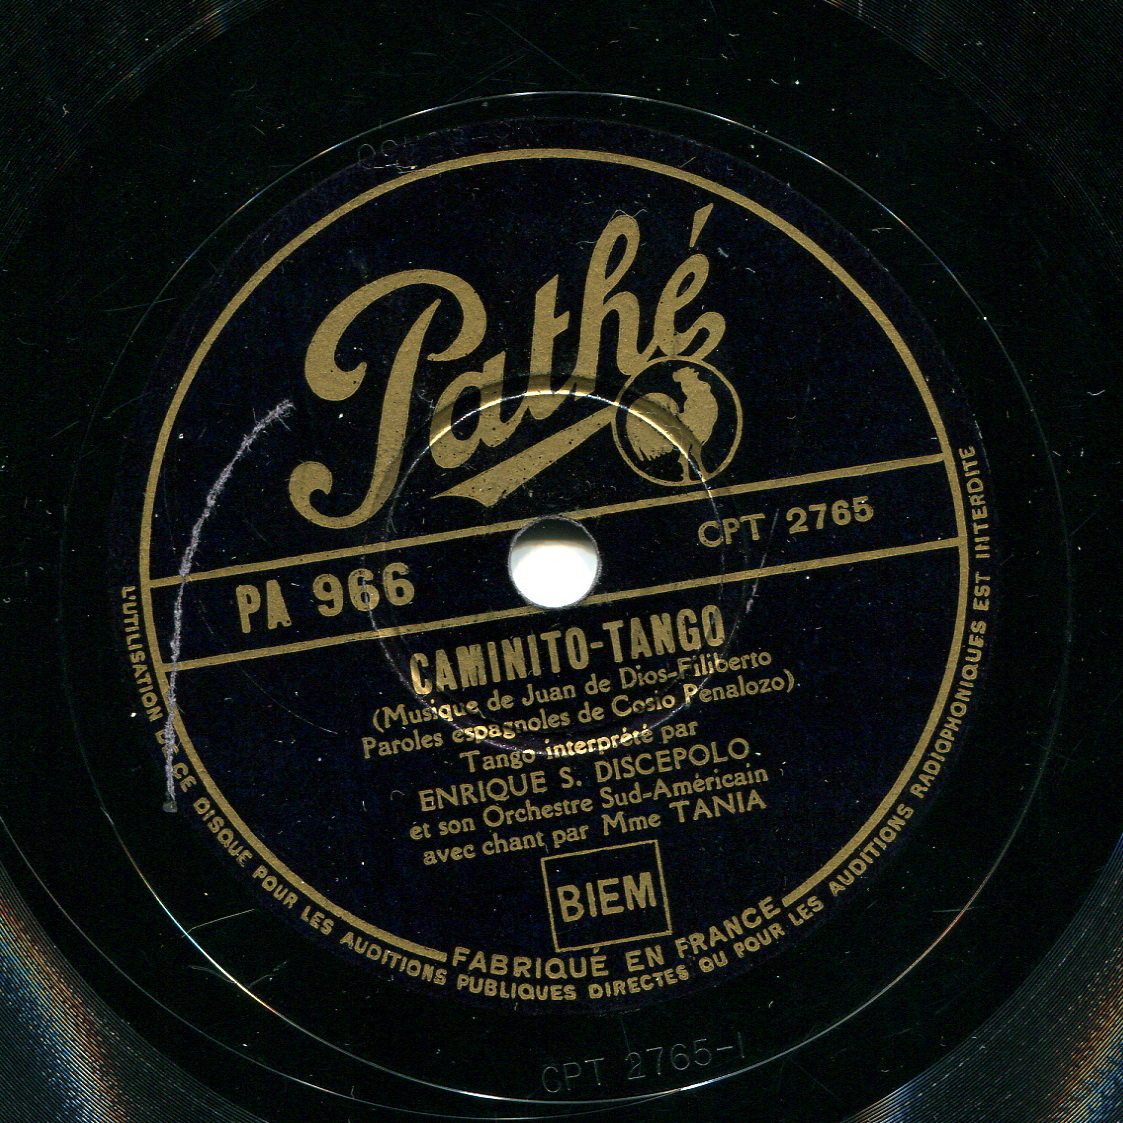 Pathé
PA 966
CPT 2765
CAMINITO-TANGO
(Musique de Juan de Dios-Filiberto
Paroles espagnoles de Cosio Penalozo)
Tango interprété par
ENRIQUE S. DISCEPOLO
et son Orchestre Sud-Américain
avec chant par Mme TANIA
BIEM
FABRIQUÉ EN FRANCE
L'UTILISATION DE CE DISQUE POUR LES AUDITIONS PUBLIQUES DIRECTES OU POUR LES AUDITIONS RADIOPHONIQUES EST INTERDITE
CPT 2765-1